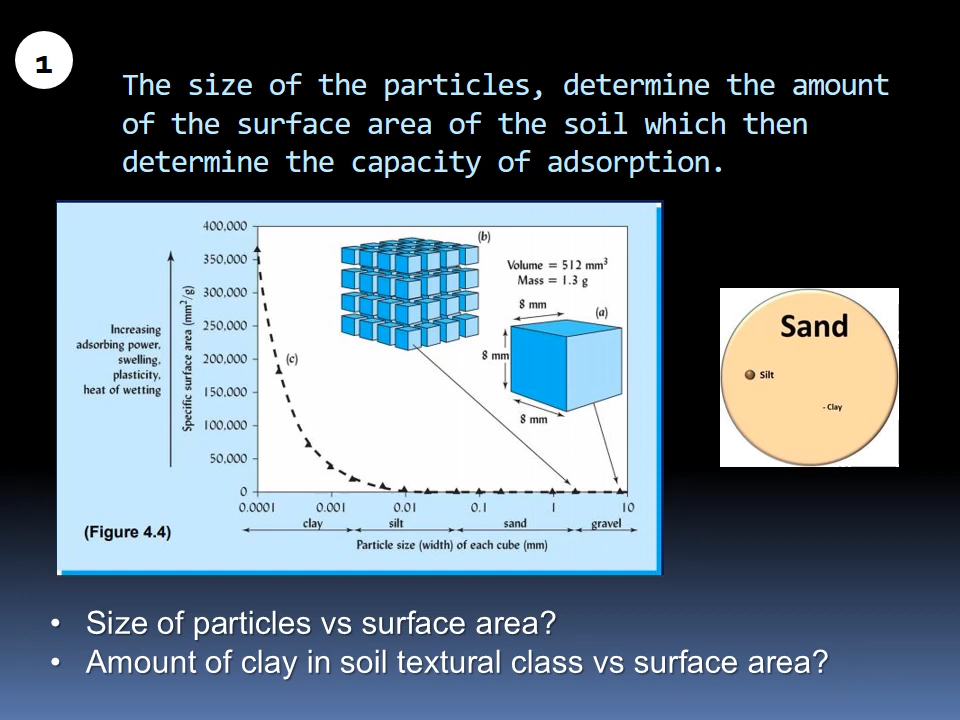 1
The size of the particles, determine the amount
of the surface area of the soil which then
determine the capacity of adsorption.
400,000
350,000
300,000
250,000
200,000
150,000
100,000
50,000
0
Specific surface area (mm²/g)
Increasing
adsorbing power,
swelling,
plasticity,
heat of wetting
(b)
Volume = 512 mm³
Mass = 1.3 g
8 mm
(a)
8 mm
8 mm
(c)
0.0001 0.001 0.01 0.1 1 10
clay silt sand gravel
Particle size (width) of each cube (mm)
(Figure 4.4)
Sand
Silt
- Clay
• Size of particles vs surface area?
• Amount of clay in soil textural class vs surface area?